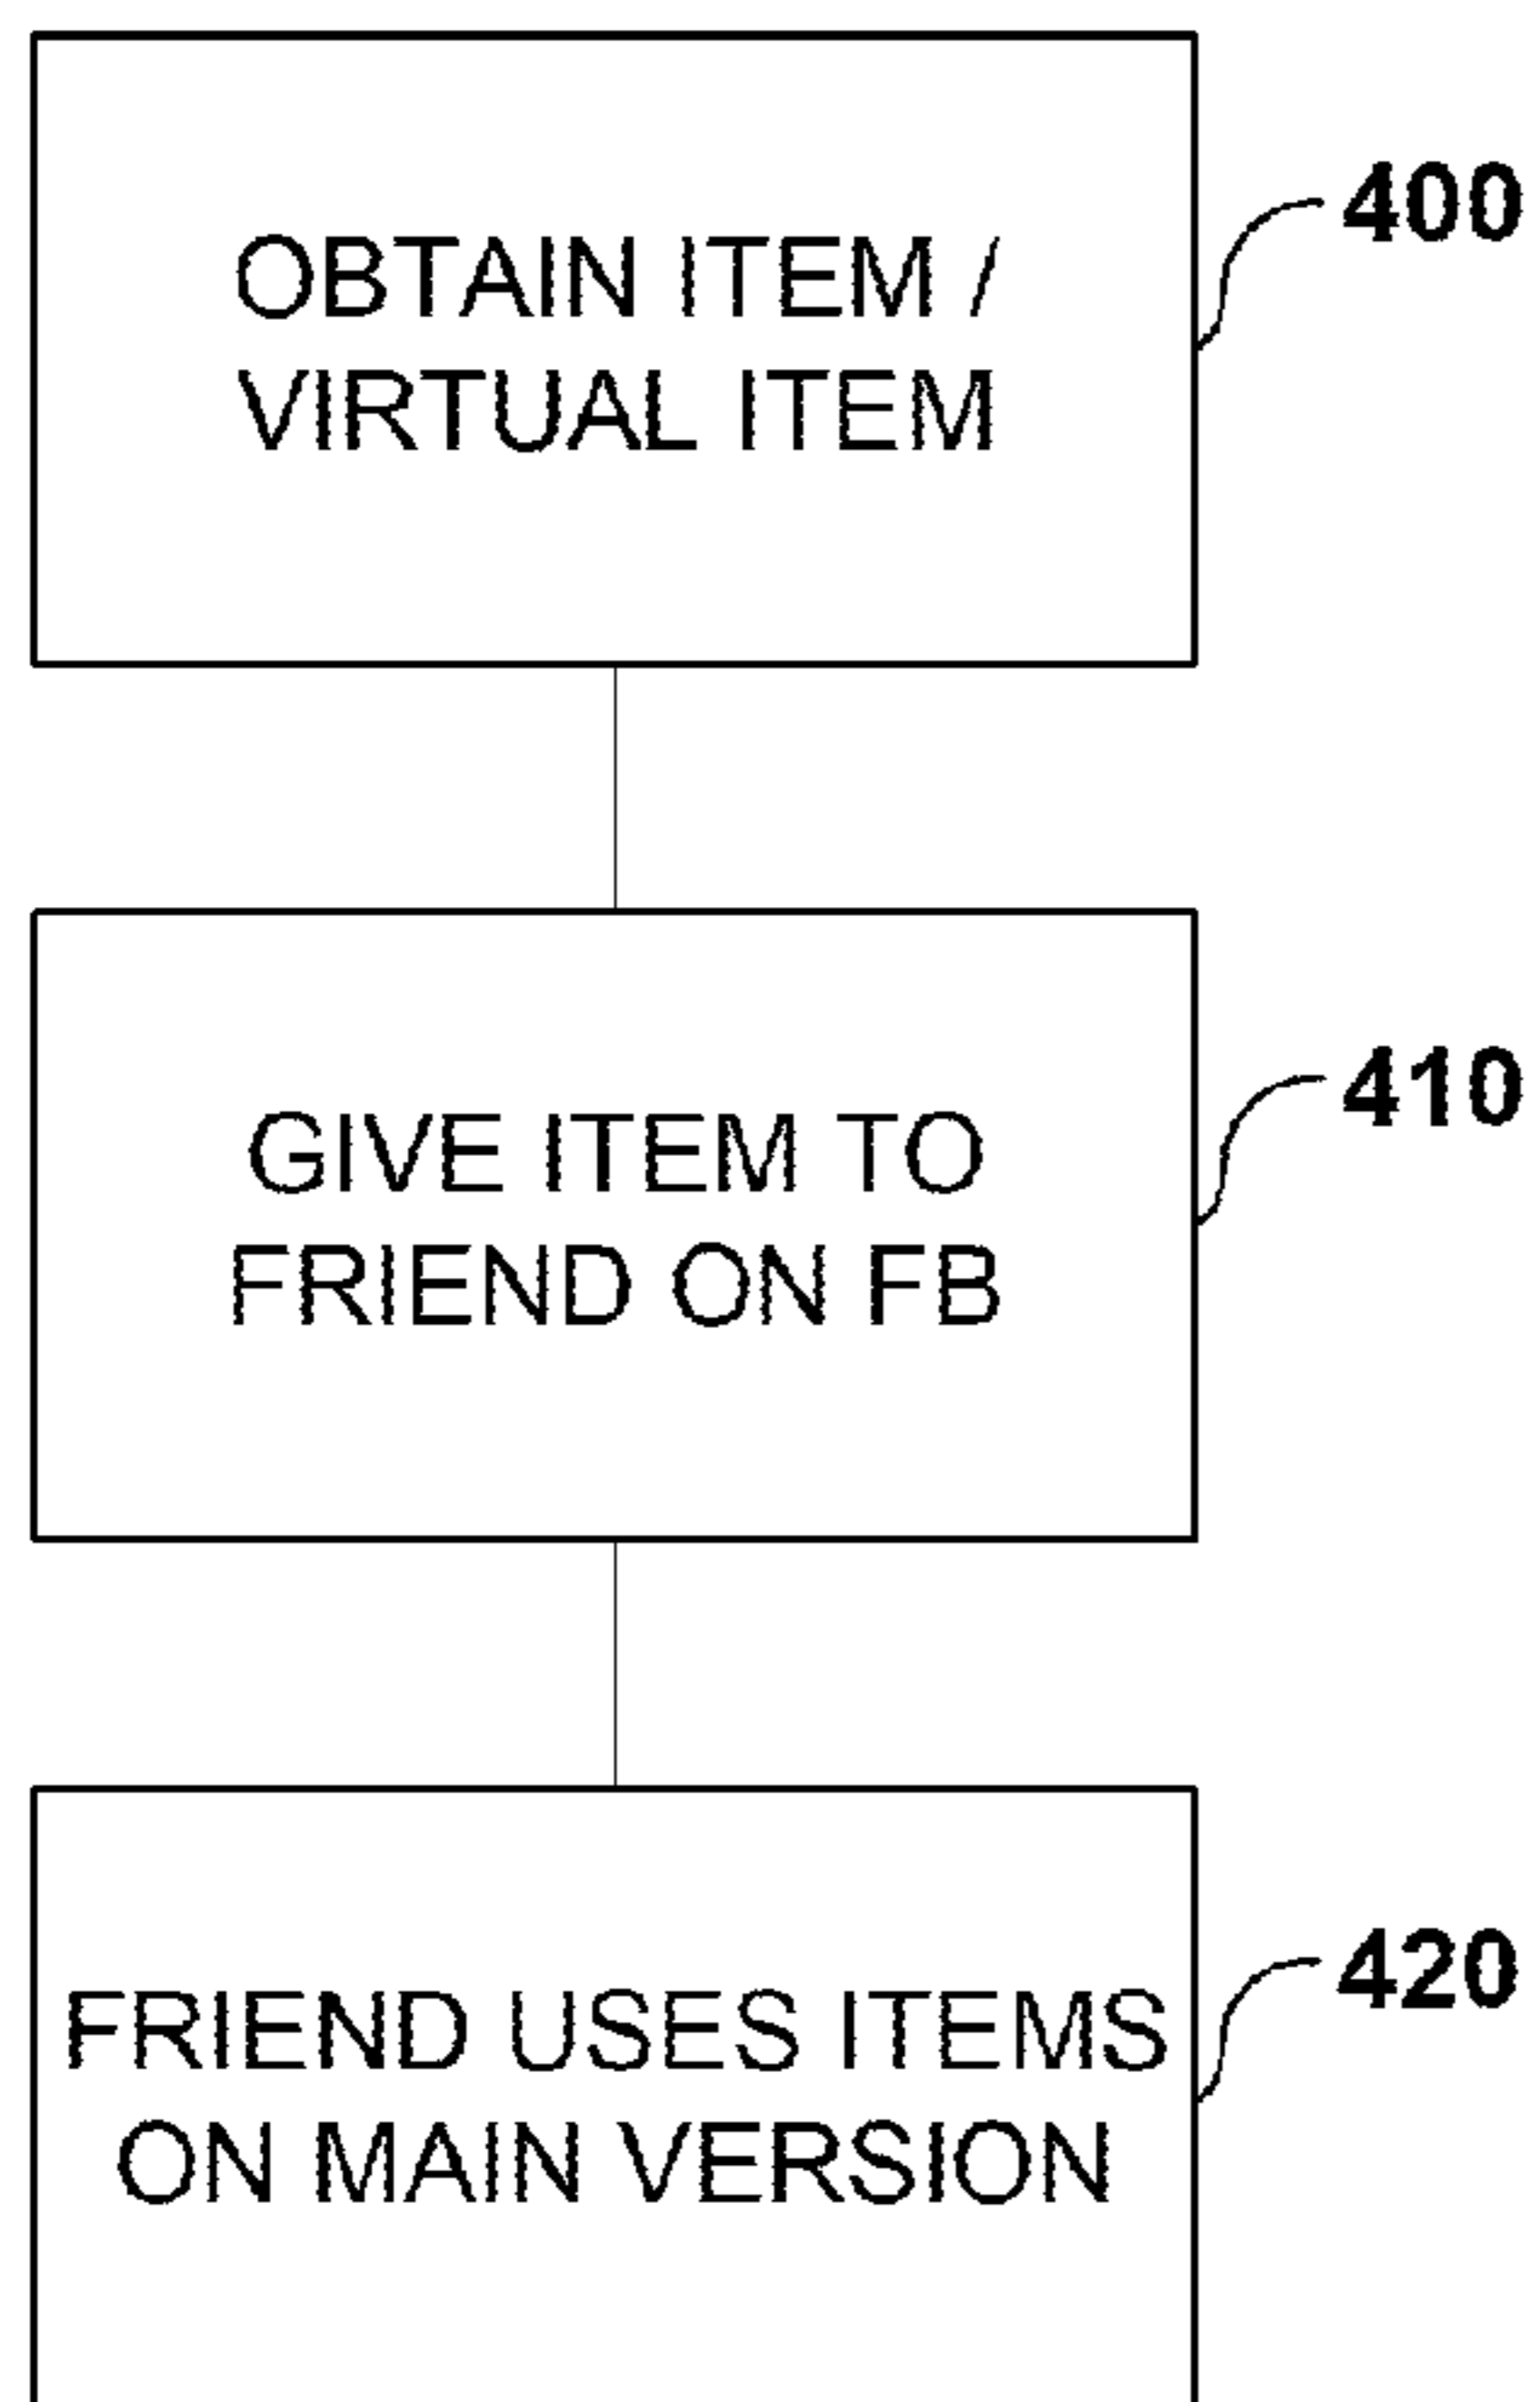 OBTAIN ITEM /
VIRTUAL ITEM
400
GIVE ITEM TO
FRIEND ON FB
410
FRIEND USES ITEMS
ON MAIN VERSION
420